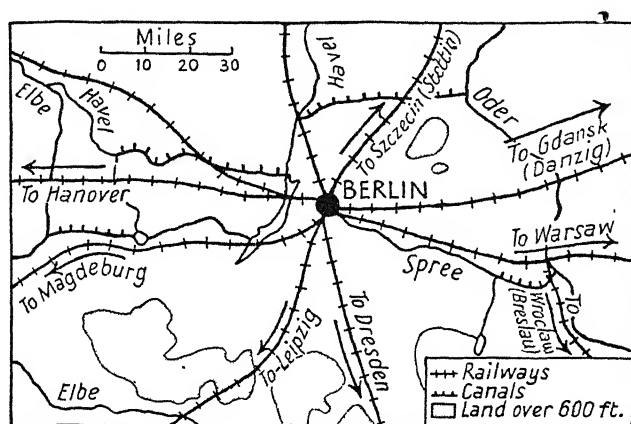 Miles
0 10 20 30
Elbe
Havel
Havel
To Szczecin (Stettin)
Oder
To Gdansk
(Danzig)
To Hanover
BERLIN
To Warsaw
To Magdeburg
Spree
To Leipzig
To Dresden
To
Wroclaw
(Breslau)
Elbe
Railways
Canals
Land over 600 ft.